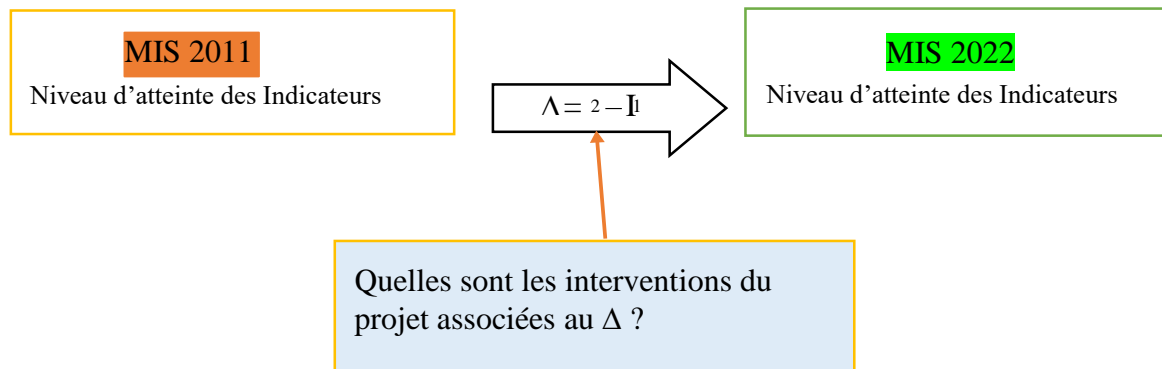 MIS 2011
Niveau d’atteinte des Indicateurs
Λ = 2 – I1
MIS 2022
Niveau d’atteinte des Indicateurs
Quelles sont les interventions du
projet associées au Δ ?